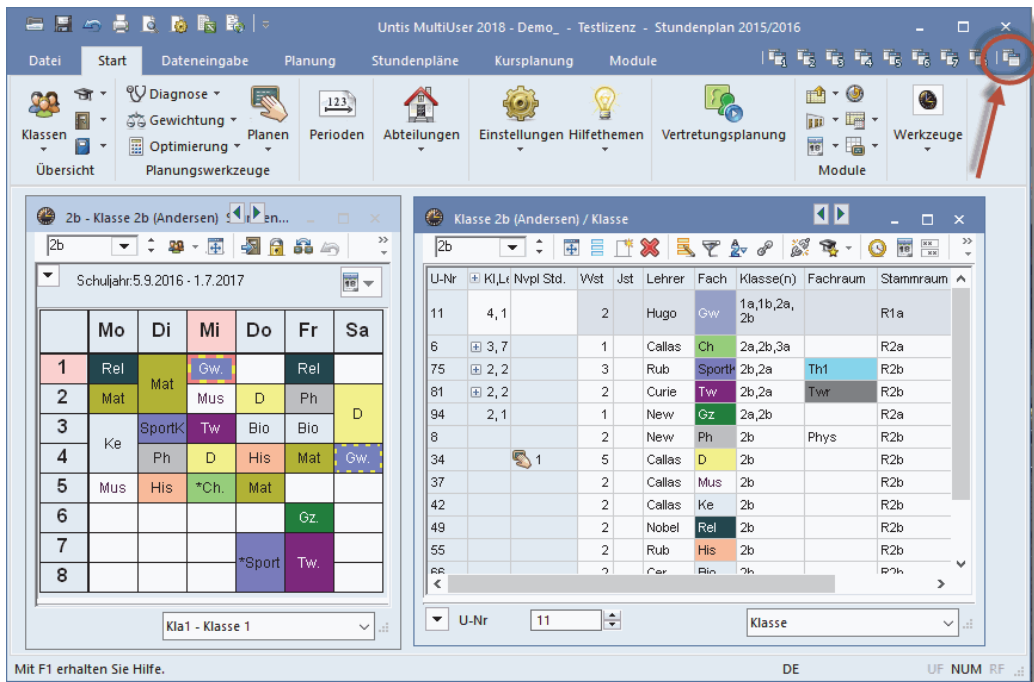 Untis MultiUser 2018 - Demo_ - Testlizenz - Stundenplan 2015/2016
Datei Start Dateneingabe Planung Stundenpläne Kursplanung Module
Klassen
Diagnose
Gewichtung
Optimierung
Planen
123
Perioden
Abteilungen
Einstellungen
Hilfethemen
Vertretungsplanung
Werkzeuge
Übersicht Planungswerkzeuge Module
2b - Klasse 2b (Andersen)
2b
Schuljahr:5.9.2016 - 1.7.2017
Mo Di Mi Do Fr Sa
1 Rel Mat Gw. Rel
2 Mat Mus D Ph D
3 Ke SportK Tw Bio Bio
4 Ph D His Mat Gw.
5 Mus His *Ch. Mat
6 Gz.
7 *Sport Tw.
8
Kla1 - Klasse 1
Klasse 2b (Andersen) / Klasse
2b
U-Nr Kl,Le Nvpl Std. Wst Jst Lehrer Fach Klasse(n) Fachraum Stammraum
11 4, 1 2 Hugo Gw 1a,1b,2a, R1a
2b
6 3, 7 1 Callas Ch 2a,2b,3a R2a
75 2, 2 3 Rub SportK 2b,2a Th1 R2b
81 2, 2 2 Curie Tw 2b,2a Twr R2b
94 2, 1 1 New Gz 2a,2b R2a
8 2 New Ph 2b Phys R2b
34 1 5 Callas D 2b R2b
37 2 Callas Mus 2b R2b
42 2 Callas Ke 2b R2b
49 2 Nobel Rel 2b R2b
55 2 Rub His 2b R2b
66 2 Cer Bio 2b R2b
U-Nr 11 Klasse
Mit F1 erhalten Sie Hilfe. DE UF NUM RF